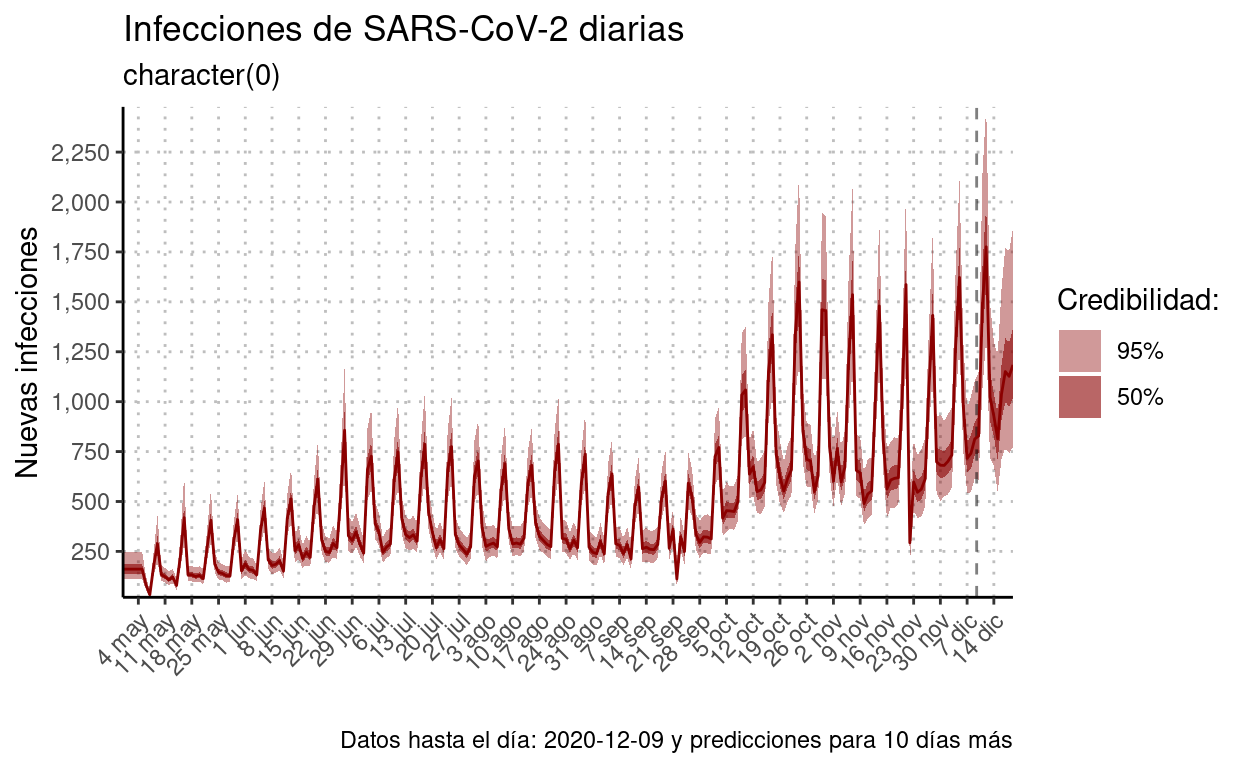 Infecciones de SARS-CoV-2 diarias
character(0)
Nuevas infecciones
2,250
2,000
1,750
1,500
1,250
1,000
750
500
250
4 may
11 may
18 may
25 may
1 jun
8 jun
15 jun
22 jun
29 jun
6 jul
13 jul
20 jul
27 jul
3 ago
10 ago
17 ago
24 ago
31 ago
7 sep
14 sep
21 sep
28 sep
5 oct
12 oct
19 oct
26 oct
2 nov
9 nov
16 nov
23 nov
30 nov
7 dic
14 dic
Credibilidad:
95%
50%
Datos hasta el día: 2020-12-09 y predicciones para 10 días más